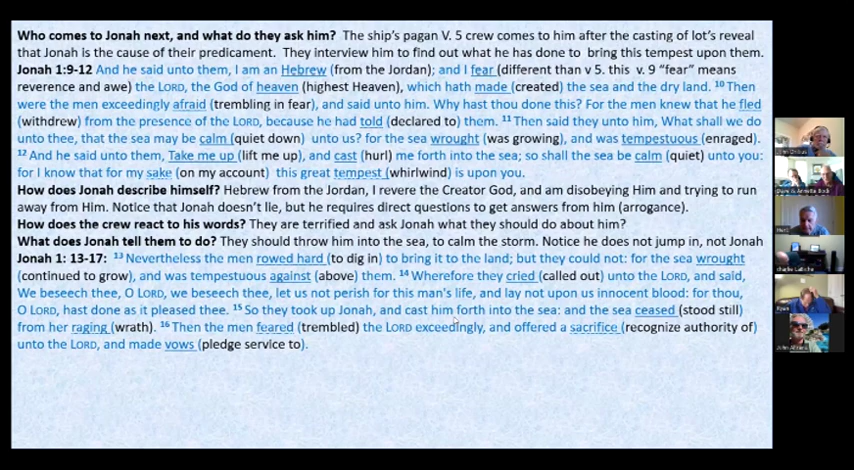 Who comes to Jonah next, and what do they ask him? The ship's pagan V. 5 crew comes to him after the casting of lot's reveal
that Jonah is the cause of their predicament. They interview him to find out what he has done to bring this tempest upon them.
Jonah 1:9-12 And he said unto them, I am an Hebrew (from the Jordan); and I fear (different than v 5. this v. 9 "fear" means
reverence and awe) the LORD, the God of heaven (highest Heaven), which hath made (created) the sea and the dry land. 10 Then
were the men exceedingly afraid (trembling in fear), and said unto him. Why hast thou done this? For the men knew that he fled
(withdrew) from the presence of the LORD, because he had told (declared to) them. 11 Then said they unto him, What shall we do
unto thee, that the sea may be calm (quiet down) unto us? for the sea wrought (was growing), and was tempestuous (enraged).
12 And he said unto them, Take me up (lift me up), and cast (hurl) me forth into the sea; so shall the sea be calm (quiet) unto you:
for I know that for my sake (on my account) this great tempest (whirlwind) is upon you.
How does Jonah describe himself? Hebrew from the Jordan, I revere the Creator God, and am disobeying Him and trying to run
away from Him. Notice that Jonah doesn't lie, but he requires direct questions to get answers from him (arrogance).
How does the crew react to his words? They are terrified and ask Jonah what they should do about him?
What does Jonah tell them to do? They should throw him into the sea, to calm the storm. Notice he does not jump in, not Jonah
Jonah 1: 13-17: 13 Nevertheless the men rowed hard (to dig in) to bring it to the land; but they could not: for the sea wrought
(continued to grow), and was tempestuous against (above) them. 14 Wherefore they cried (called out) unto the LORD, and said,
We beseech thee, O LORD, we beseech thee, let us not perish for this man's life, and lay not upon us innocent blood: for thou,
O LORD, hast done as it pleased thee. 15 So they took up Jonah, and cast him forth into the sea: and the sea ceased (stood still)
from her raging (wrath). 16 Then the men feared (trembled) the LORD exceedingly, and offered a sacrifice (recognize authority of)
unto the LORD, and made vows (pledge service to).